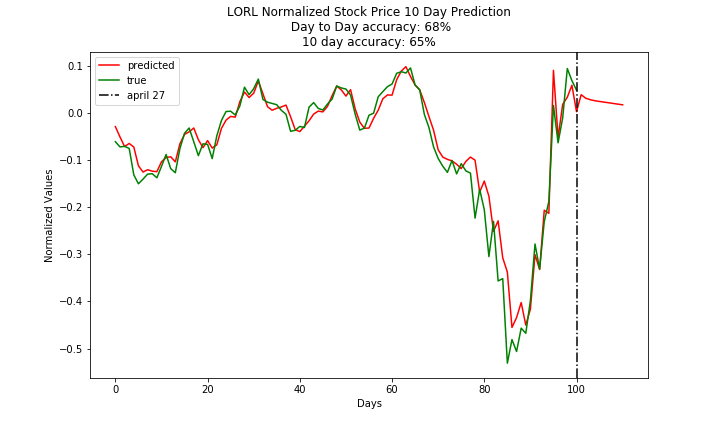 LORL Normalized Stock Price 10 Day Prediction
Day to Day accuracy: 68%
10 day accuracy: 65%
predicted
true
april 27
0.1
0.0
−0.1
−0.2
−0.3
−0.4
−0.5
Normalized Values
0 20 40 60 80 100
Days